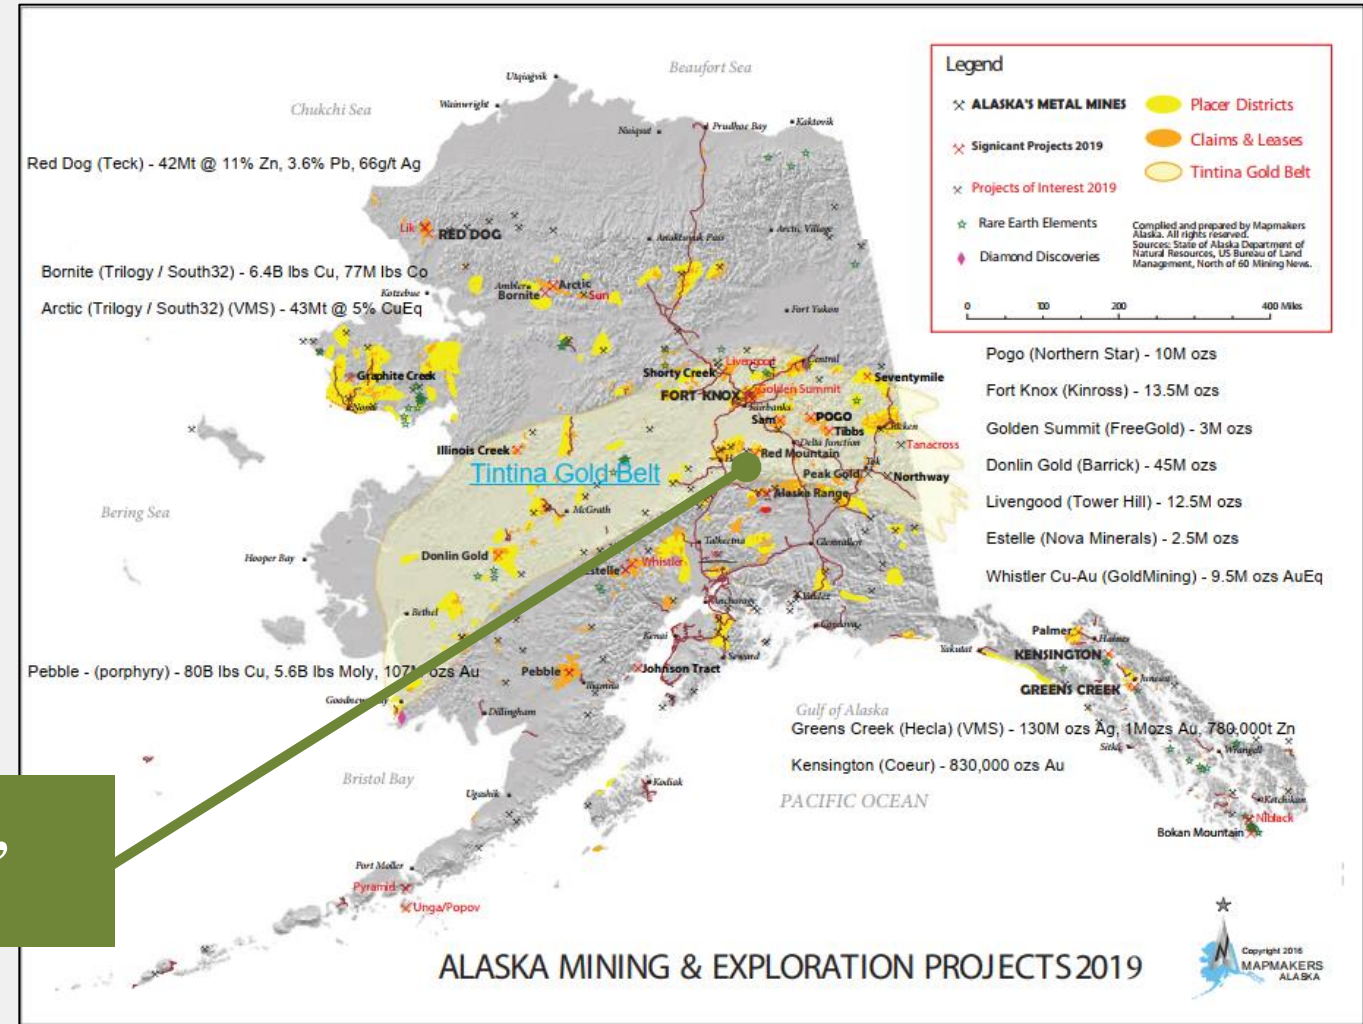 Beaufort Sea
Chukchi Sea
Utqiaġvik
Wainwright
Nuiqsut
Prudhoe Bay
Kaktovik
Legend
ALASKA'S METAL MINES
Placer Districts
Signicant Projects 2019
Claims & Leases
Projects of Interest 2019
Tintina Gold Belt
Rare Earth Elements
Diamond Discoveries
Complied and prepared by Mapmakers
Alaska. All rights reserved.
Sources: State of Alaska Department of
Natural Resources, US Bureau of Land
Management, North of 60 Mining News.
0 100 200 400 Miles
Red Dog (Teck) - 42Mt @ 11% Zn, 3.6% Pb, 66g/t Ag
Lik
RED DOG
Anaktuvuk Pass
Arctic Village
Bornite (Trilogy / South32) - 6.4B lbs Cu, 77M lbs Co
Kotzebue
Ambler
Arctic
Bornite
Sun
Arctic (Trilogy / South32) (VMS) - 43Mt @ 5% CuEq
Fort Yukon
Graphite Creek
Nome
Livengood
Central
Shorty Creek
Golden Summit
Seventymile
FORT KNOX
Fairbanks
Sam
POGO
Tibbs
Chicken
Delta Junction
Tanacross
Illinois Creek
Red Mountain
Tok
Peak Gold
Northway
Tintina Gold Belt
Alaska Range
McGrath
Pogo (Northern Star) - 10M ozs
Fort Knox (Kinross) - 13.5M ozs
Golden Summit (FreeGold) - 3M ozs
Donlin Gold (Barrick) - 45M ozs
Livengood (Tower Hill) - 12.5M ozs
Estelle (Nova Minerals) - 2.5M ozs
Whistler Cu-Au (GoldMining) - 9.5M ozs AuEq
Bering Sea
Hooper Bay
Donlin Gold
Talkeetna
Glennallen
Whistler
Bethel
Anchorage
Valdez
Cordova
Kenai
Seward
Pebble - (porphyry) - 80B lbs Cu, 5.6B lbs Moly, 107M ozs Au
Pebble
Iliamna
Johnson Tract
Dillingham
Yakutat
Palmer
Haines
KENSINGTON
Juneau
GREENS CREEK
Gulf of Alaska
Greens Creek (Hecla) (VMS) - 130M ozs Ag, 1Mozs Au, 780,000t Zn
Sitka
Wrangell
Kensington (Coeur) - 830,000 ozs Au
PACIFIC OCEAN
Ketchikan
Niblack
Bokan Mountain
Bristol Bay
Kodiak
Ugashik
Port Moller
Pyramid
Unga/Popov
ALASKA MINING & EXPLORATION PROJECTS 2019
N
Copyright 2016
MAPMAKERS
ALASKA